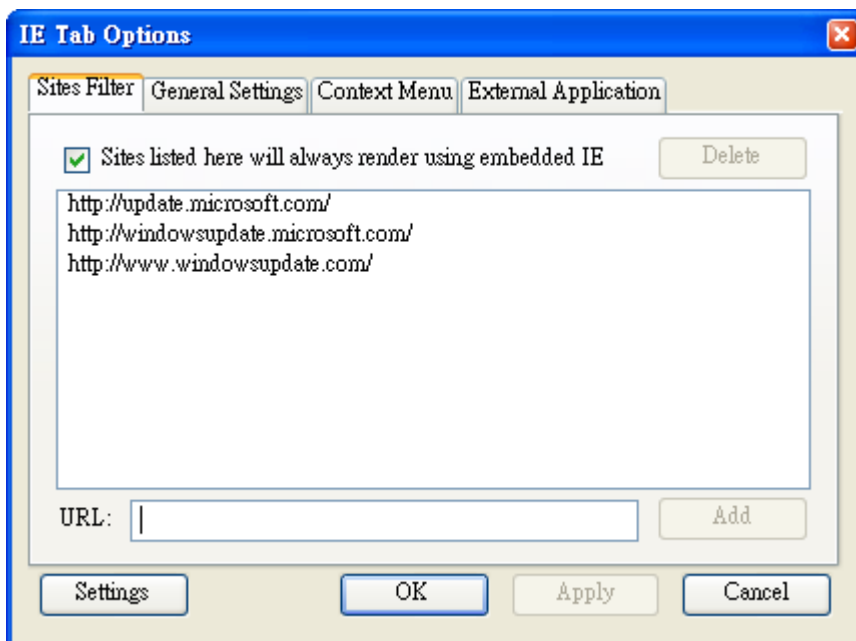 IE Tab Options
Sites Filter General Settings Context Menu External Application
Sites listed here will always render using embedded IE Delete
http://update.microsoft.com/
http://windowsupdate.microsoft.com/
http://www.windowsupdate.com/
URL: Add
Settings OK Apply Cancel